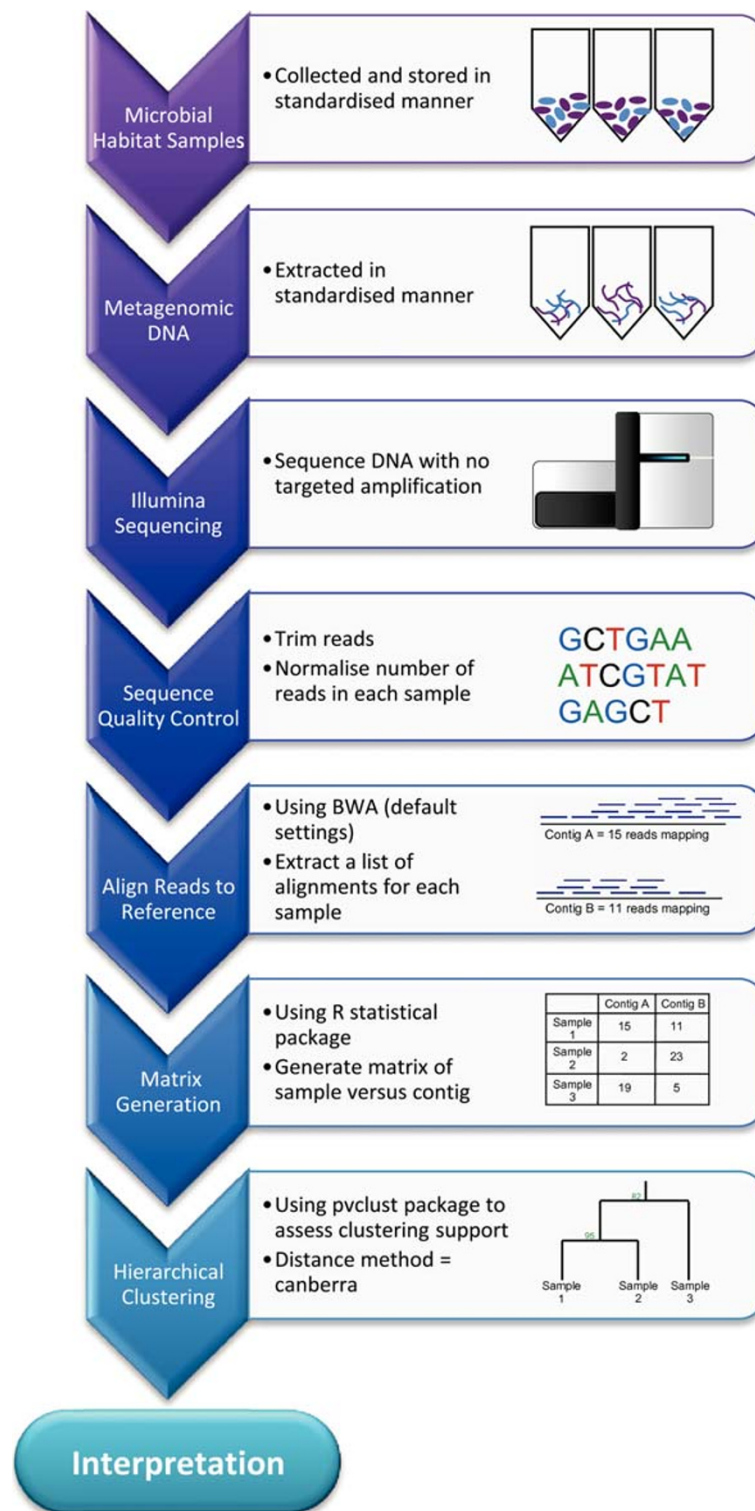 Microbial
Habitat Samples
• Collected and stored in
standardised manner
Metagenomic
DNA
• Extracted in
standardised manner
Illumina
Sequencing
• Sequence DNA with no
targeted amplification
Sequence
Quality Control
• Trim reads
• Normalise number of
reads in each sample
GCTGAA
ATCGTAT
GAGCT
Align Reads to
Reference
• Using BWA (default
settings)
• Extract a list of
alignments for each
sample
Contig A = 15 reads mapping
Contig B = 11 reads mapping
Matrix
Generation
• Using R statistical
package
• Generate matrix of
sample versus contig
Contig A Contig B
Sample 1 15 11
Sample 2 2 23
Sample 3 19 5
Hierarchical
Clustering
• Using pvclust package to
assess clustering support
• Distance method =
canberra
82
95
Sample Sample Sample
1 2 3
Interpretation